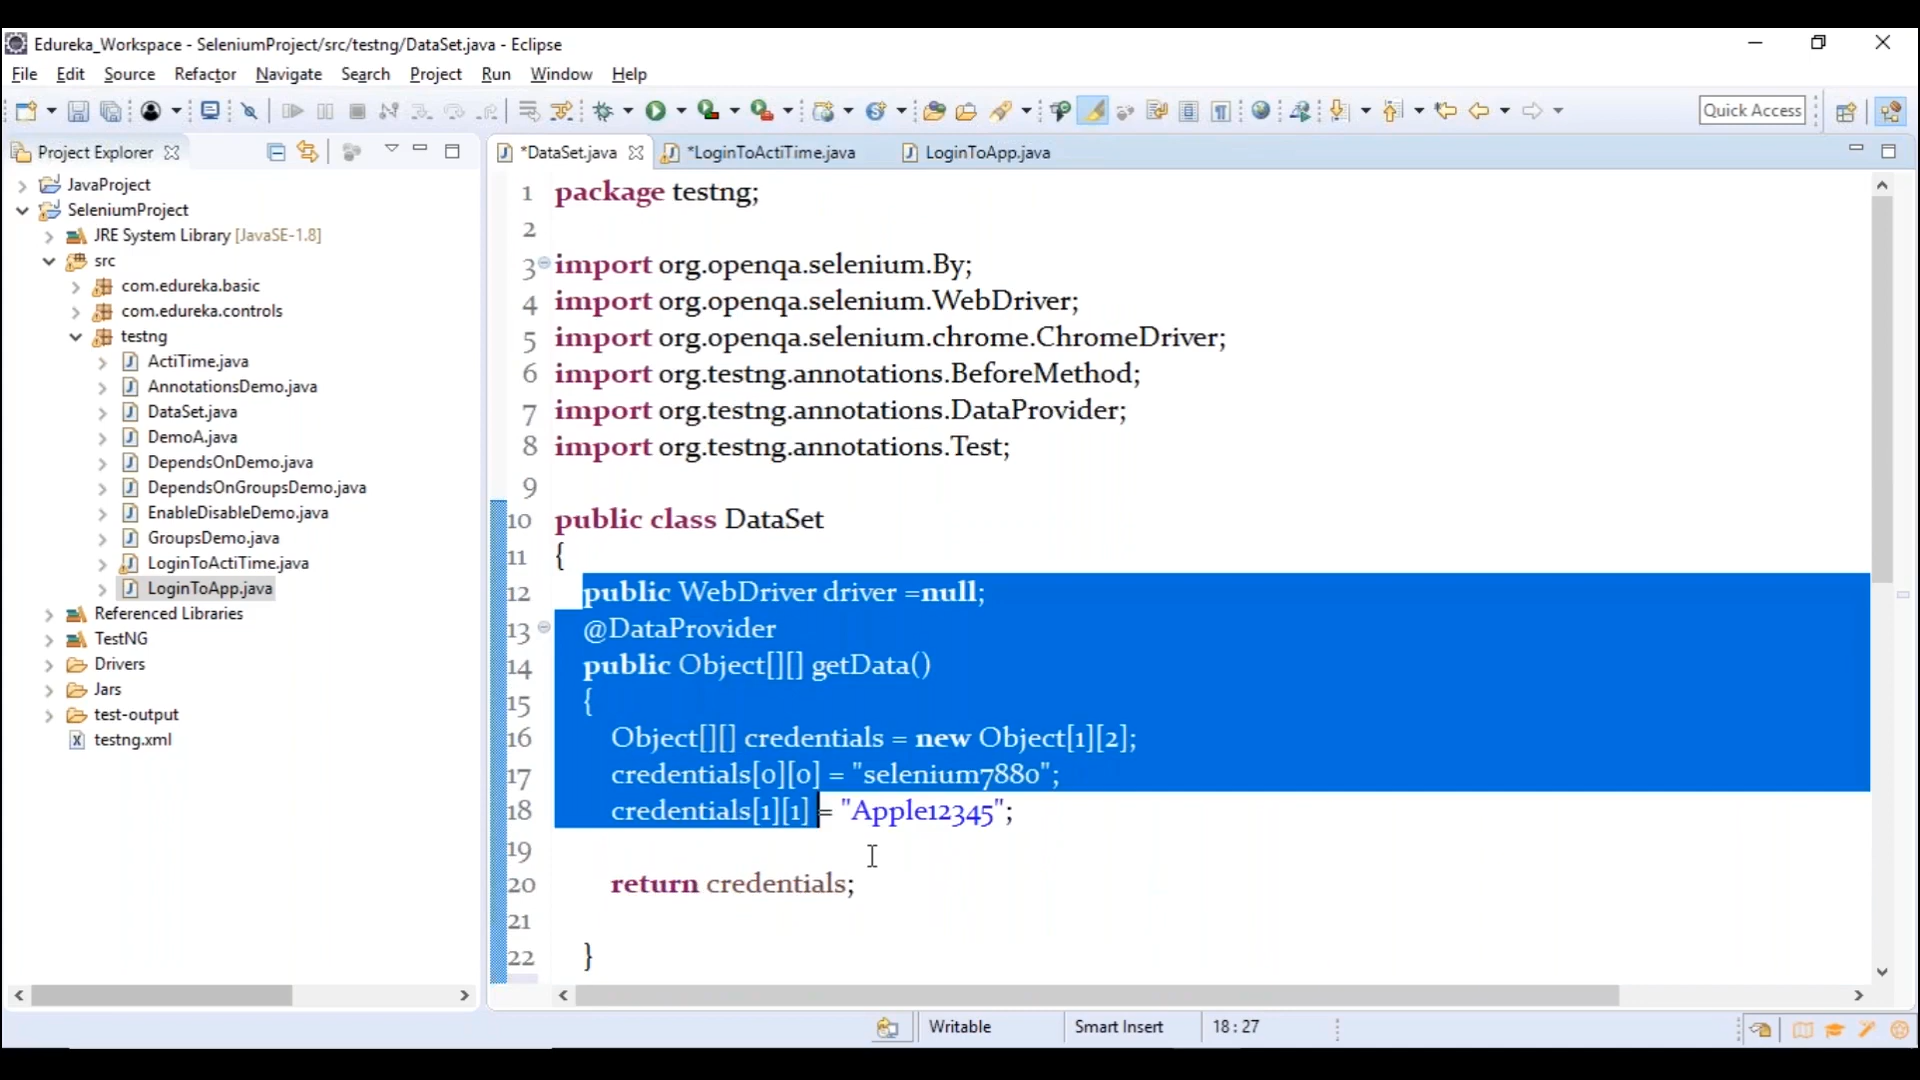 Edureka_Workspace - SeleniumProject/src/testng/DataSet.java - Eclipse
File Edit Source Refactor Navigate Search Project Run Window Help
Quick Access
Project Explorer
JavaProject
SeleniumProject
JRE System Library [JavaSE-1.8]
src
com.edureka.basic
com.edureka.controls
testng
ActiTime.java
AnnotationsDemo.java
DataSet.java
DemoA.java
DependsOnDemo.java
DependsOnGroupsDemo.java
EnableDisableDemo.java
GroupsDemo.java
LoginToActiTime.java
LoginToApp.java
Referenced Libraries
TestNG
Drivers
Jars
test-output
testng.xml
*DataSet.java *LoginToActiTime.java LoginToApp.java
1 package testng;
2
3 import org.openqa.selenium.By;
4 import org.openqa.selenium.WebDriver;
5 import org.openqa.selenium.chrome.ChromeDriver;
6 import org.testng.annotations.BeforeMethod;
7 import org.testng.annotations.DataProvider;
8 import org.testng.annotations.Test;
9
10 public class DataSet
11 {
12 public WebDriver driver =null;
13 @DataProvider
14 public Object[][] getData()
15 {
16 Object[][] credentials = new Object[1][2];
17 credentials[0][0] = "selenium7880";
18 credentials[1][1] = "Apple12345";
19
20 return credentials;
21
22 }
Writable Smart Insert 18 : 27